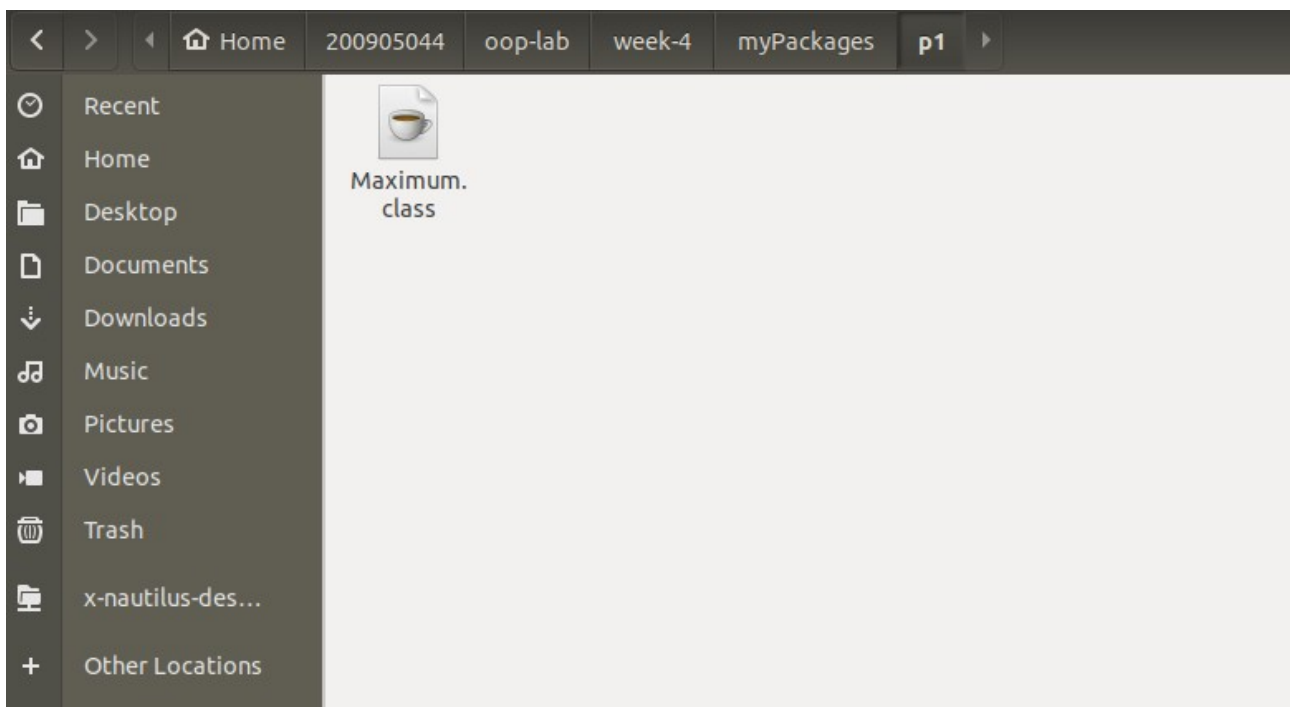 Home 200905044 oop-lab week-4 myPackages p1
Recent
Home
Desktop
Documents
Downloads
Music
Pictures
Videos
Trash
x-nautilus-des...
Other Locations
Maximum.
class